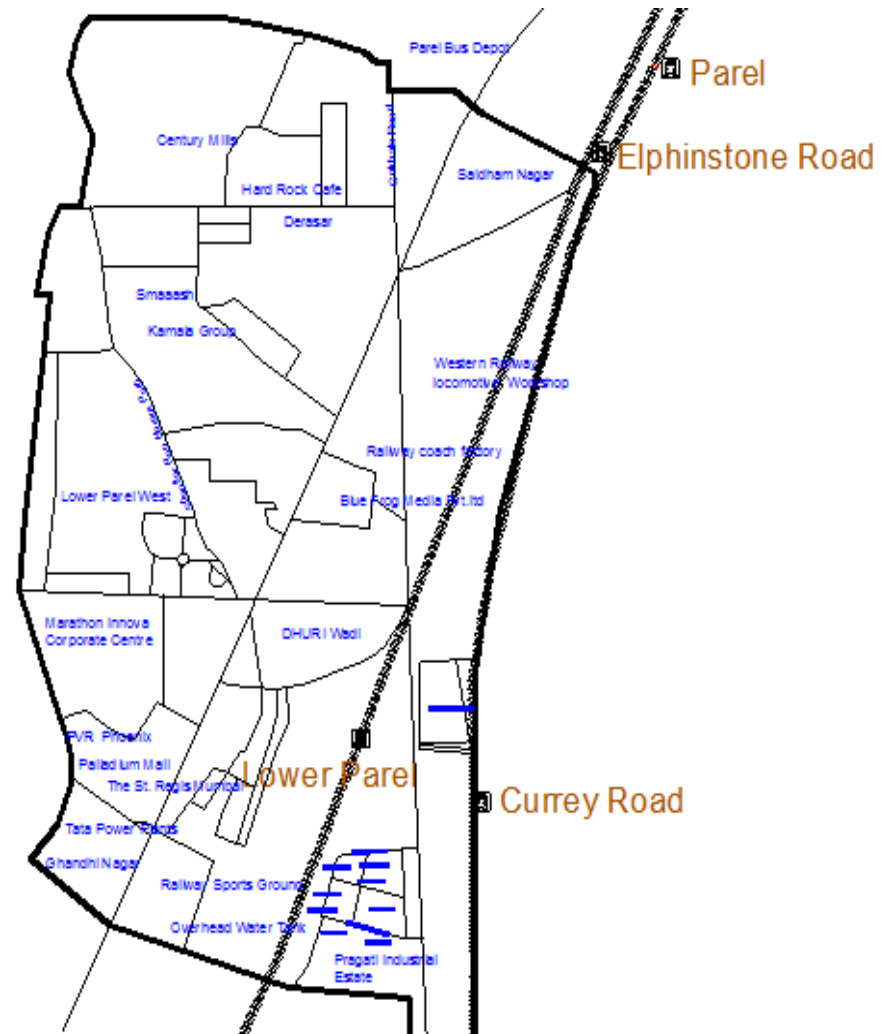 Parel Bus Depot
Parel
Century Mills
Elphinstone Road
Saidham Nagar
Hard Rock Cafe
Derasar
Smaaash
Kamala Group
Western Railway
locomotive Workshop
Railway coach factory
Lower Parel West
Blue Frog Media Pvt.ltd
Marathon Innova
Corporate Centre
DHURI Wadi
PVR Phoenix
Palladium Mall
Lower Parel
The St. Regis Mumbai
Currey Road
Tata Power Plants
Ghandhi Nagar
Railway Sports Ground
Overhead Water Tank
Pragati Industrial
Estate